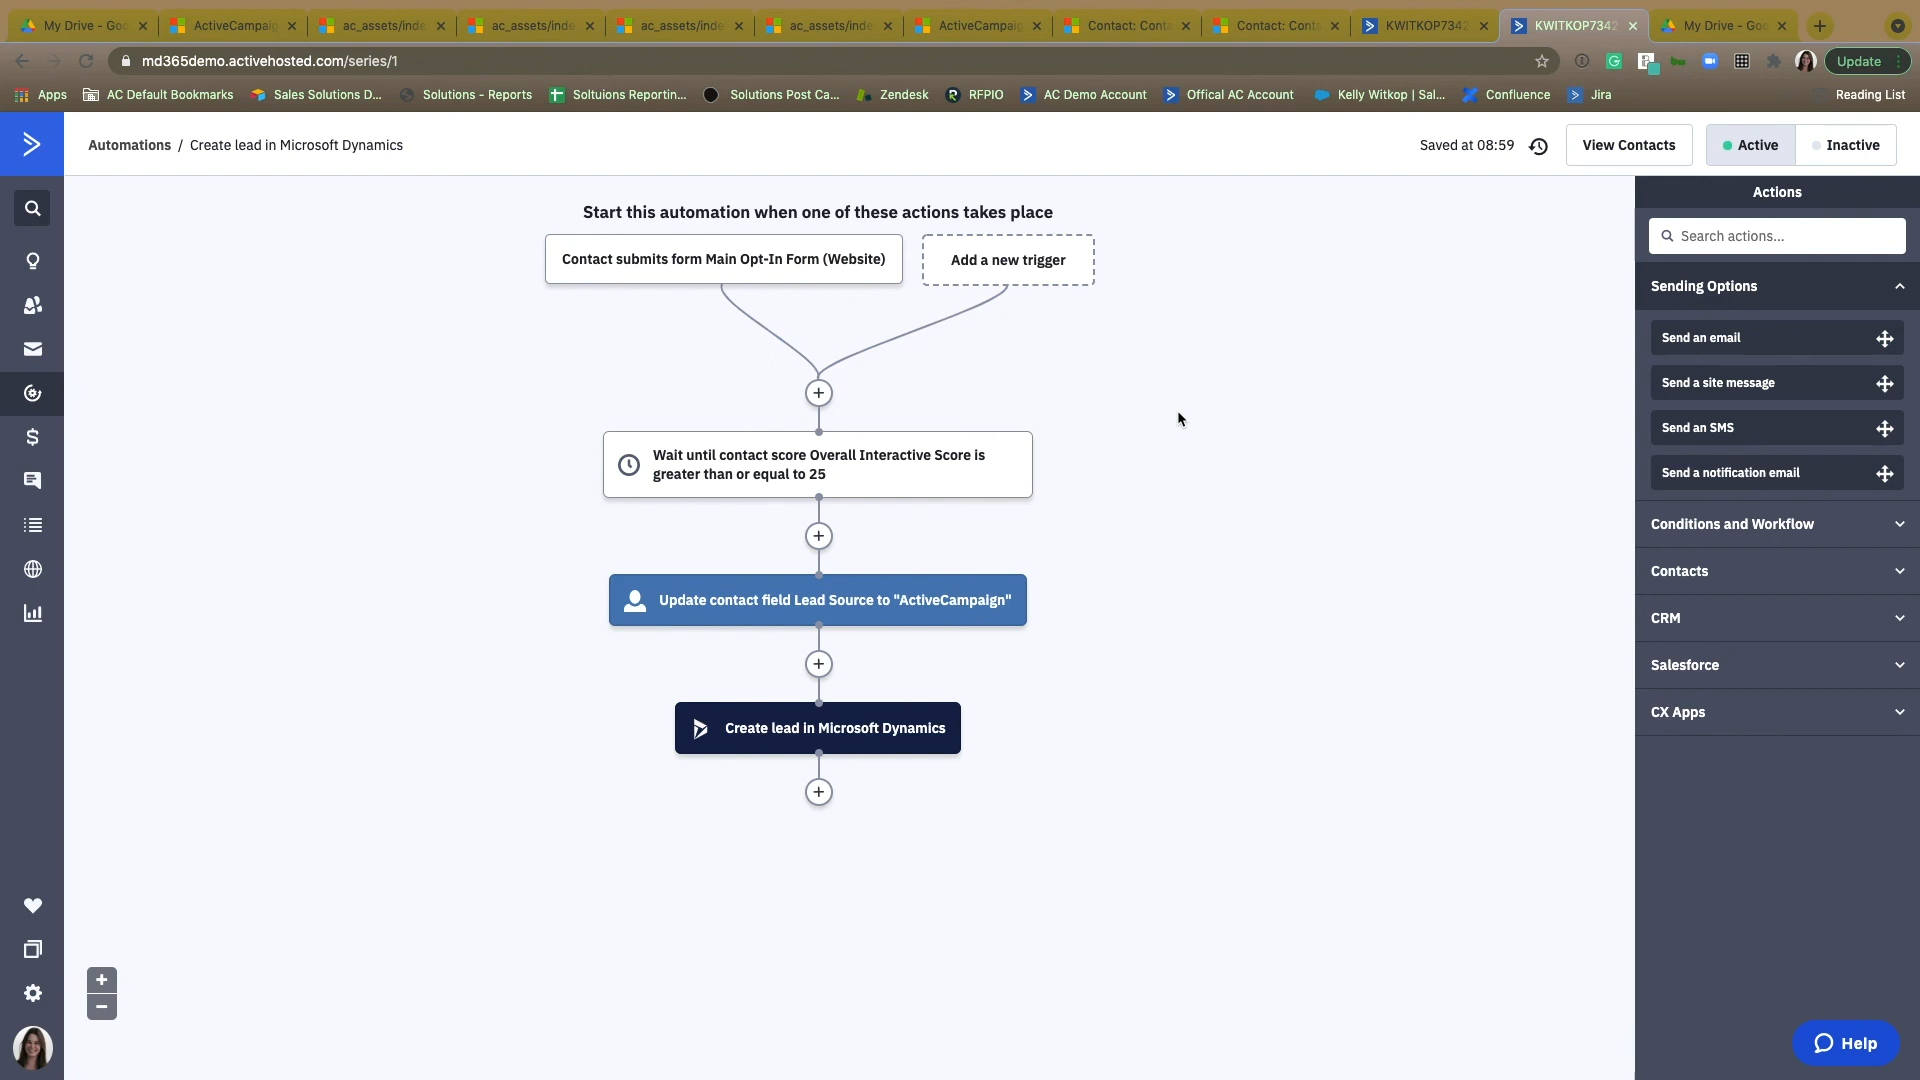 My Drive - Goo
ActiveCampaig
ac_assets/inde
ac_assets/inde
ac_assets/inde
ac_assets/inde
ActiveCampaig
Contact: Conta
Contact: Conta
KWITKOP7342
KWITKOP7342
My Drive - Goo
md365demo.activehosted.com/series/1
Update
Apps
AC Default Bookmarks
Sales Solutions D...
Solutions - Reports
Soltuions Reportin...
Solutions Post Ca...
Zendesk
RFPIO
AC Demo Account
Offical AC Account
Kelly Witkop | Sal...
Confluence
Jira
Reading List
Automations / Create lead in Microsoft Dynamics
Saved at 08:59
View Contacts
Active
Inactive
Start this automation when one of these actions takes place
Contact submits form Main Opt-In Form (Website)
Add a new trigger
Wait until contact score Overall Interactive Score is
greater than or equal to 25
Update contact field Lead Source to "ActiveCampaign"
Create lead in Microsoft Dynamics
Actions
Search actions...
Sending Options
Send an email
Send a site message
Send an SMS
Send a notification email
Conditions and Workflow
Contacts
CRM
Salesforce
CX Apps
Help